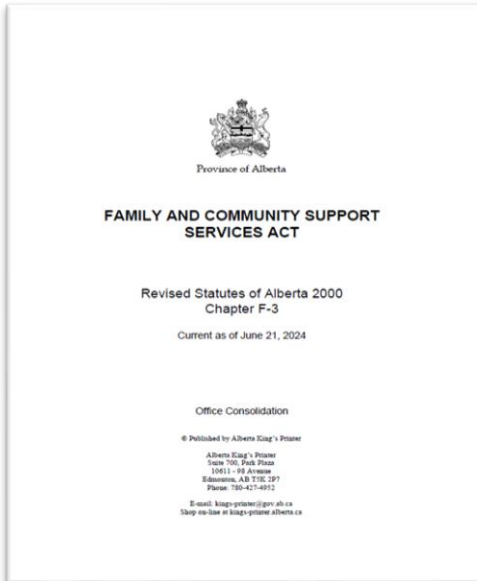 Province of Alberta
FAMILY AND COMMUNITY SUPPORT
SERVICES ACT
Revised Statutes of Alberta 2000
Chapter F-3
Current as of June 21, 2024
Office Consolidation
© Published by Alberta King's Printer
Alberta King's Printer
Suite 700, Park Plaza
10611 - 98 Avenue
Edmonton, AB T5K 2P7
Phone: 780-427-4952
E-mail: kings-printer@gov.ab.ca
Shop on-line at kings-printer.alberta.ca